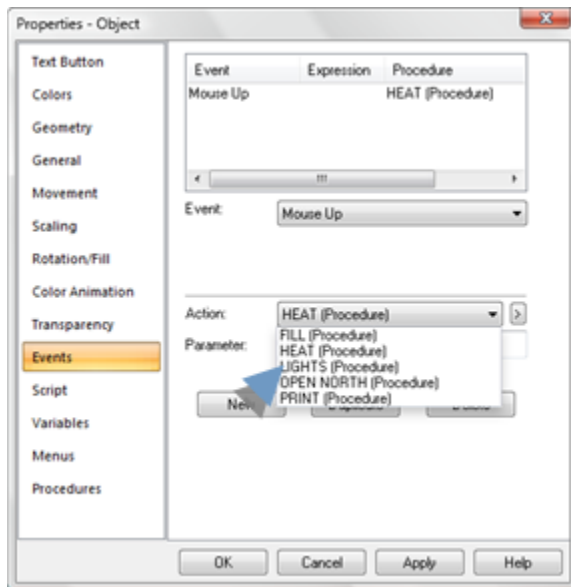 Properties - Object
Text Button
Colors
Geometry
General
Movement
Scaling
Rotation/Fill
Color Animation
Transparency
Events
Script
Variables
Menus
Procedures
Event Expression Procedure
Mouse Up HEAT (Procedure)
Event: Mouse Up
Action: HEAT (Procedure)
Parameter:
FILL (Procedure)
HEAT (Procedure)
LIGHTS (Procedure)
OPEN NORTH (Procedure)
PRINT (Procedure)
OK Cancel Apply Help